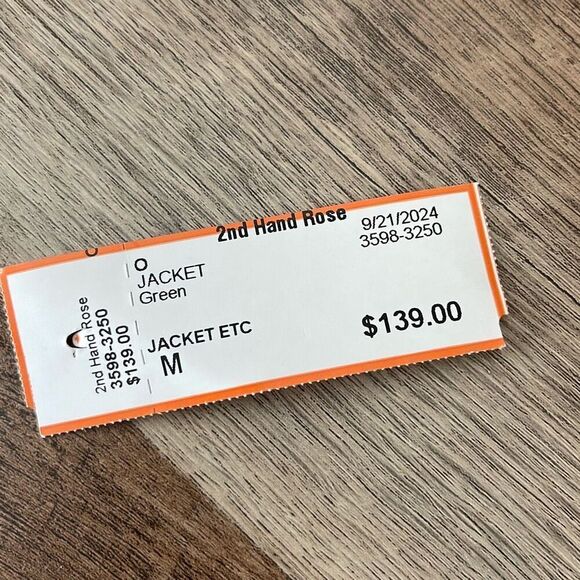 2nd Hand Rose
9/21/2024
3598-3250
O
JACKET
Green
JACKET ETC
M
$139.00
2nd Hand Rose
3598-3250
$139.00